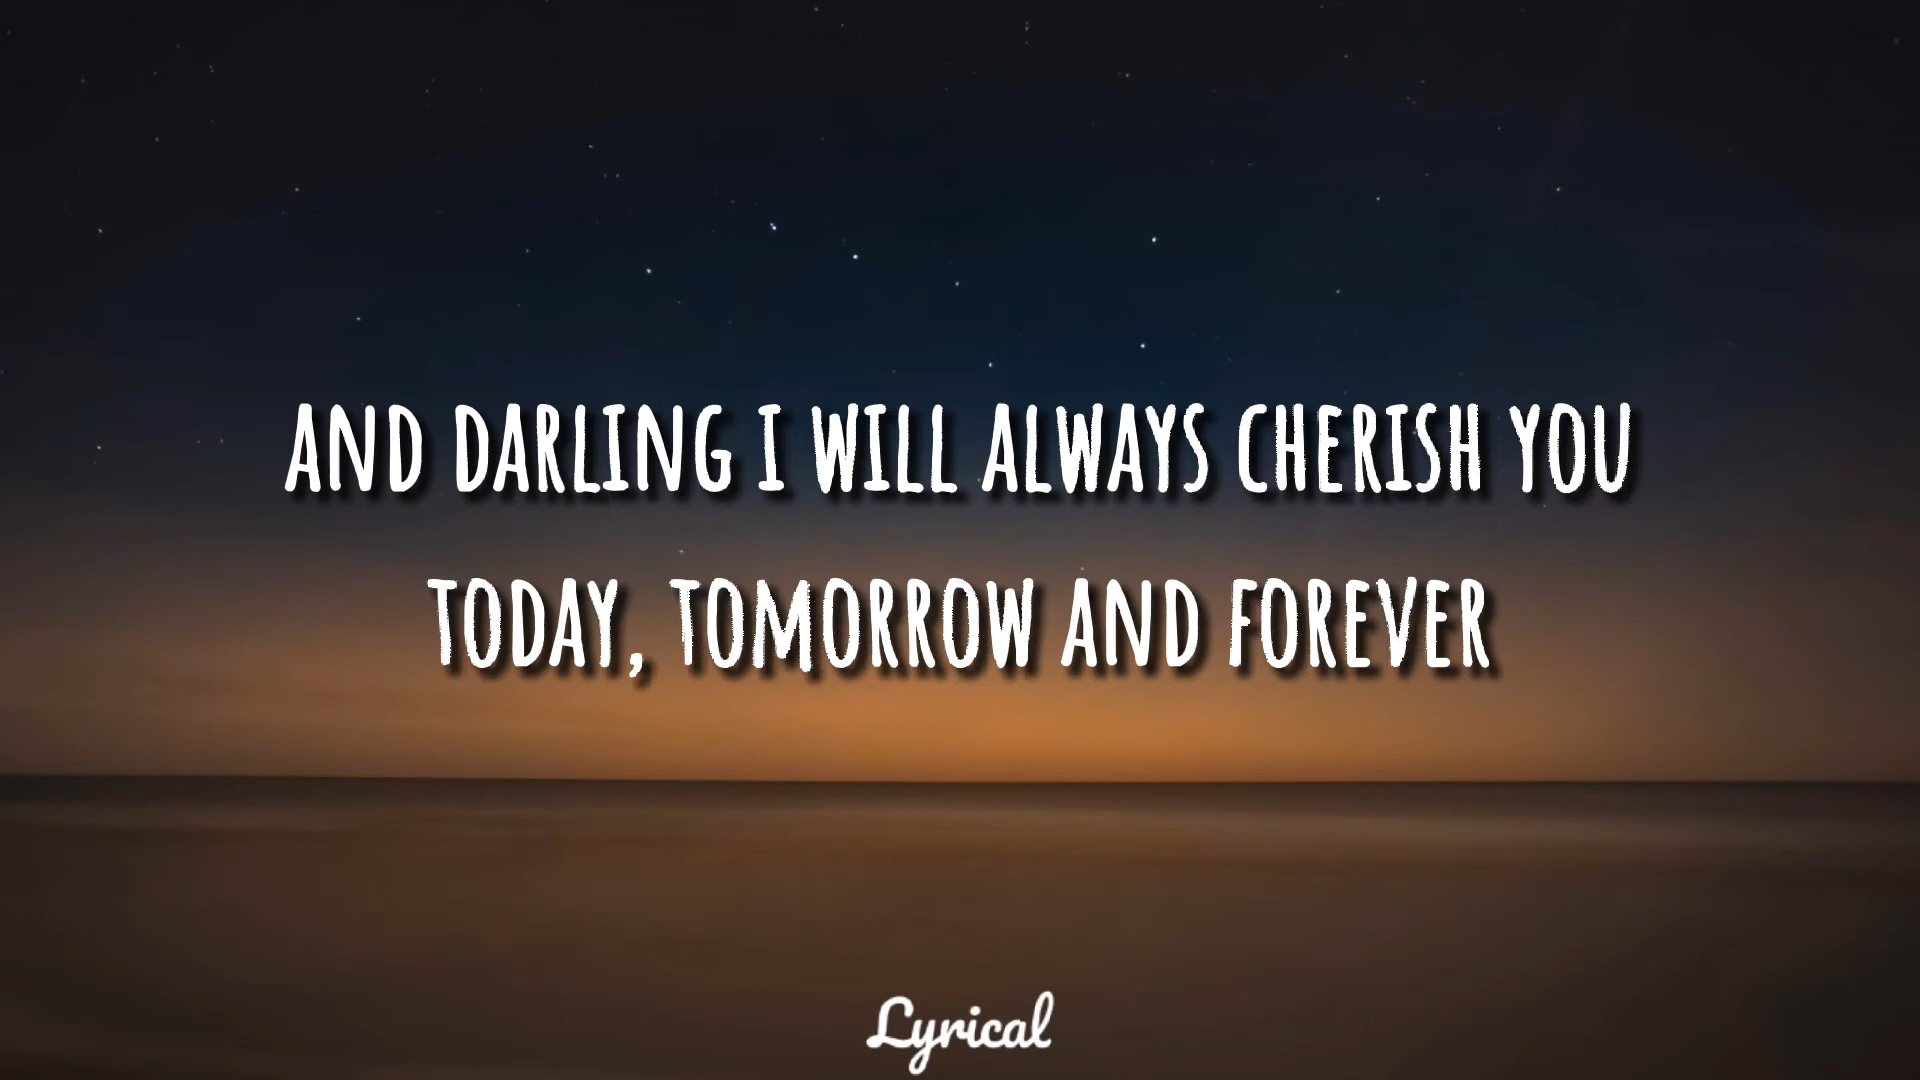 AND DARLING I WILL ALWAYS CHERISH YOU
TODAY, TOMORROW AND FOREVER
Lyrical